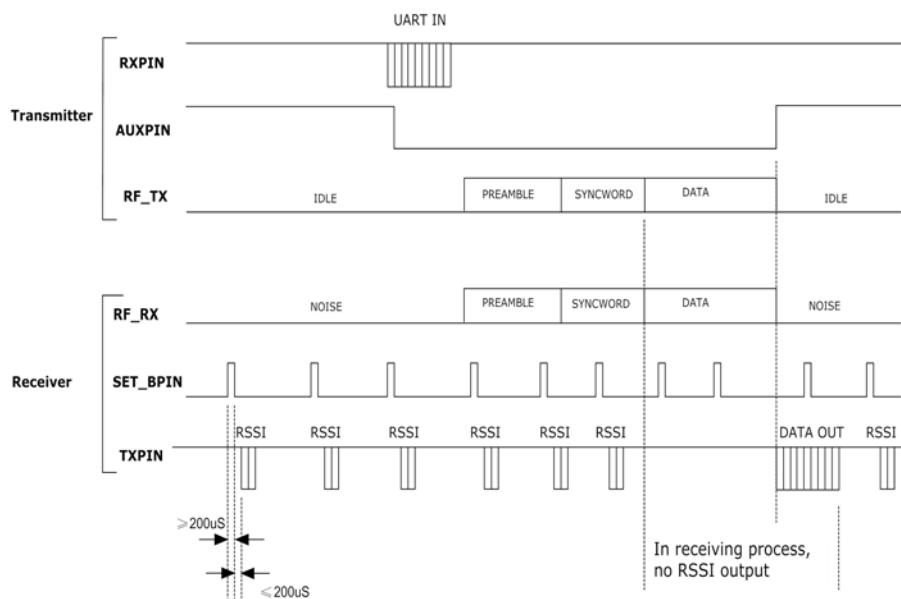 UART IN
RXPIN
Transmitter
AUXPIN
RF_TX
IDLE
PREAMBLE
SYNCWORD
DATA
IDLE
RF_RX
NOISE
PREAMBLE
SYNCWORD
DATA
NOISE
Receiver
SET_BPIN
RSSI
RSSI
RSSI
RSSI
RSSI
RSSI
DATA OUT
RSSI
TXPIN
≥200uS
In receiving process,
no RSSI output
≤200uS